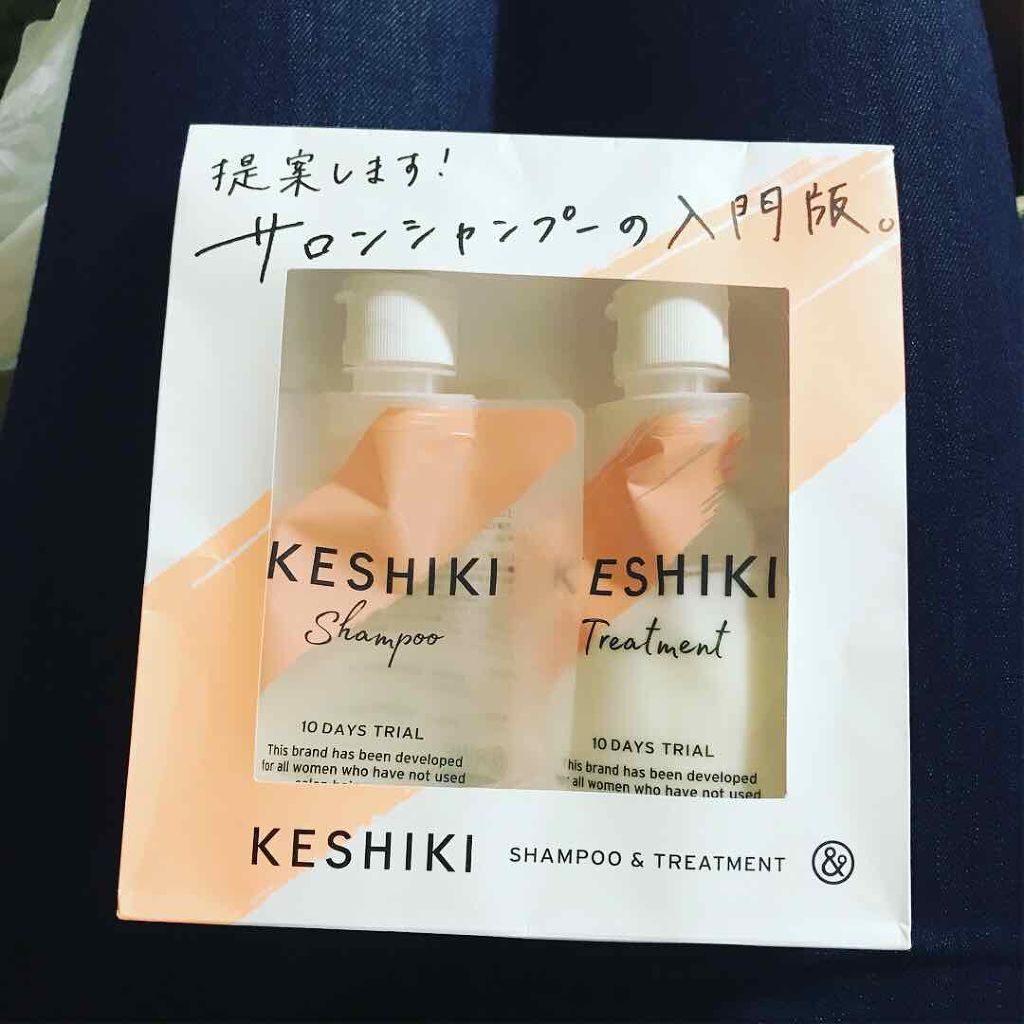 提案します!
サロンシャンプーの入門版。
KESHIKI
Shampoo
10 DAYS TRIAL
This brand has been developed
for all women who have not used
KESHIKI
Treatment
10 DAYS TRIAL
This brand has been developed
all women who have not used
KESHIKI SHAMPOO & TREATMENT &